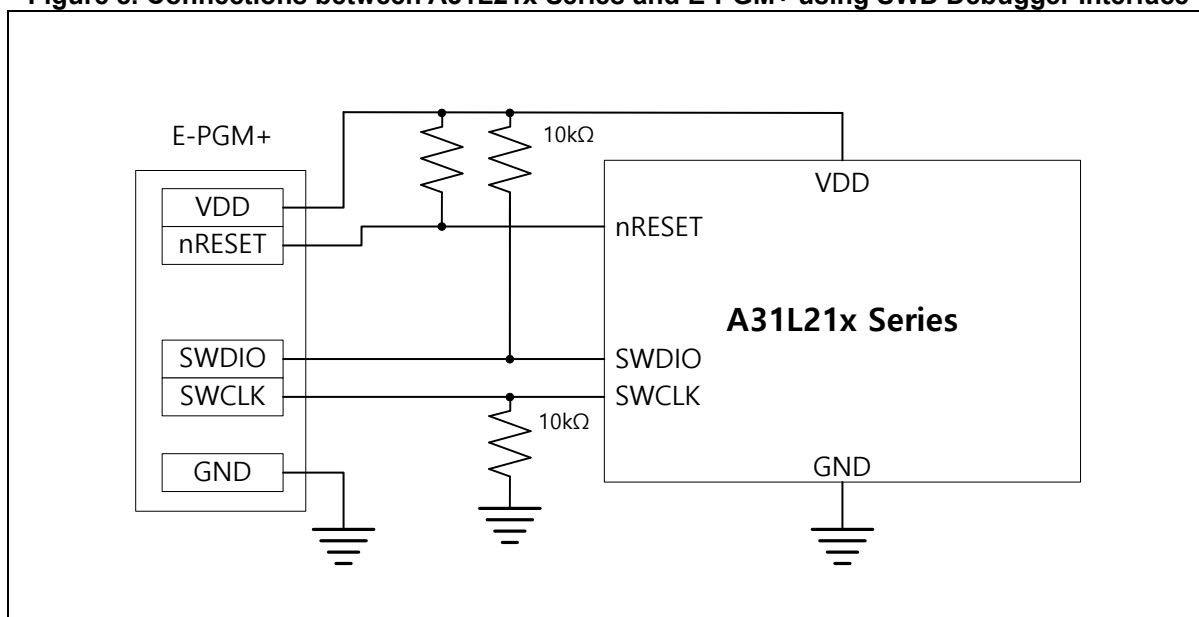 Figure 8. Connections between A31L21x Series and E-PGM+ using SWD Debugger Interface
E-PGM+
10kΩ
VDD
VDD
nRESET
nRESET
A31L21x Series
SWDIO
SWDIO
SWCLK
SWCLK
10kΩ
GND
GND